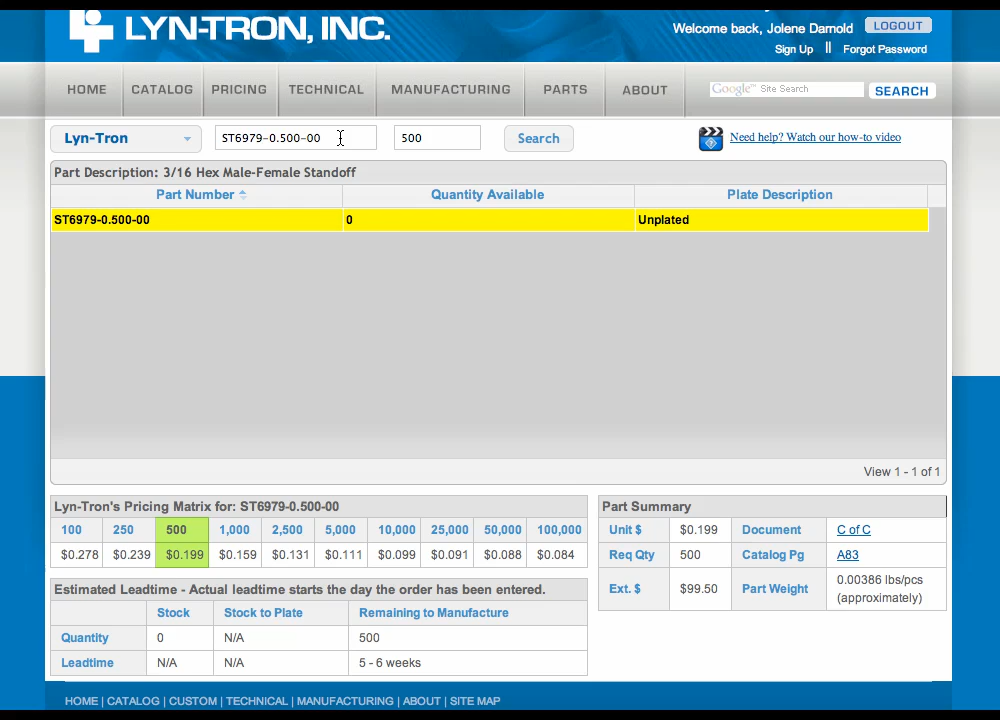 LYN-TRON, INC.
Welcome back, Jolene Darnold LOGOUT
Sign Up || Forgot Password
HOME CATALOG PRICING TECHNICAL MANUFACTURING PARTS ABOUT Google™ Site Search SEARCH
Lyn-Tron ST6979-0.500-00 500 Search Need help? Watch our how-to video
Part Description: 3/16 Hex Male-Female Standoff
Part Number Quantity Available Plate Description
ST6979-0.500-00 0 Unplated
View 1 - 1 of 1
Lyn-Tron's Pricing Matrix for: ST6979-0.500-00
100 250 500 1,000 2,500 5,000 10,000 25,000 50,000 100,000
$0.278 $0.239 $0.199 $0.159 $0.131 $0.111 $0.099 $0.091 $0.088 $0.084
Estimated Leadtime - Actual leadtime starts the day the order has been entered.
Stock Stock to Plate Remaining to Manufacture
Quantity 0 N/A 500
Leadtime N/A N/A 5 - 6 weeks
Part Summary
Unit $ $0.199 Document C of C
Req Qty 500 Catalog Pg A83
Ext. $ $99.50 Part Weight 0.00386 lbs/pcs
(approximately)
HOME | CATALOG | CUSTOM | TECHNICAL | MANUFACTURING | ABOUT | SITE MAP